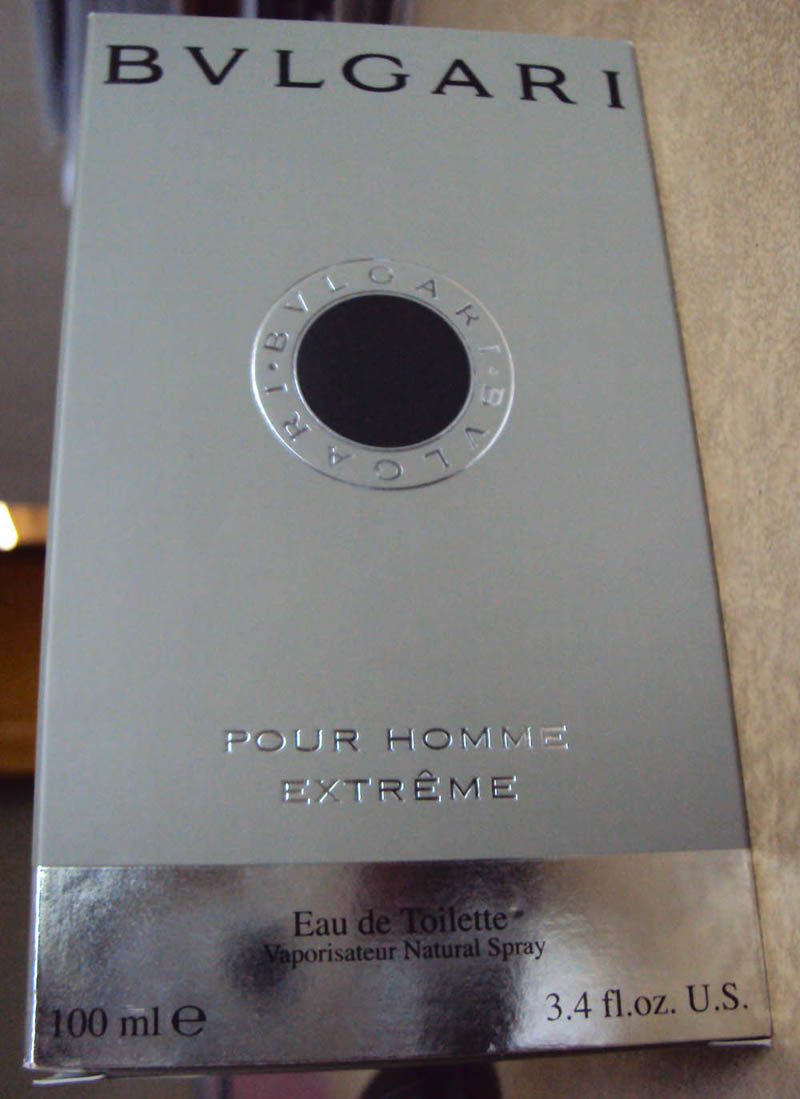 BVLGARI
BVLGARI · BVLGARI ·
POUR HOMME
EXTRÊME
Eau de Toilette
Vaporisateur Natural Spray
100 ml ℮
3.4 fl.oz. U.S.